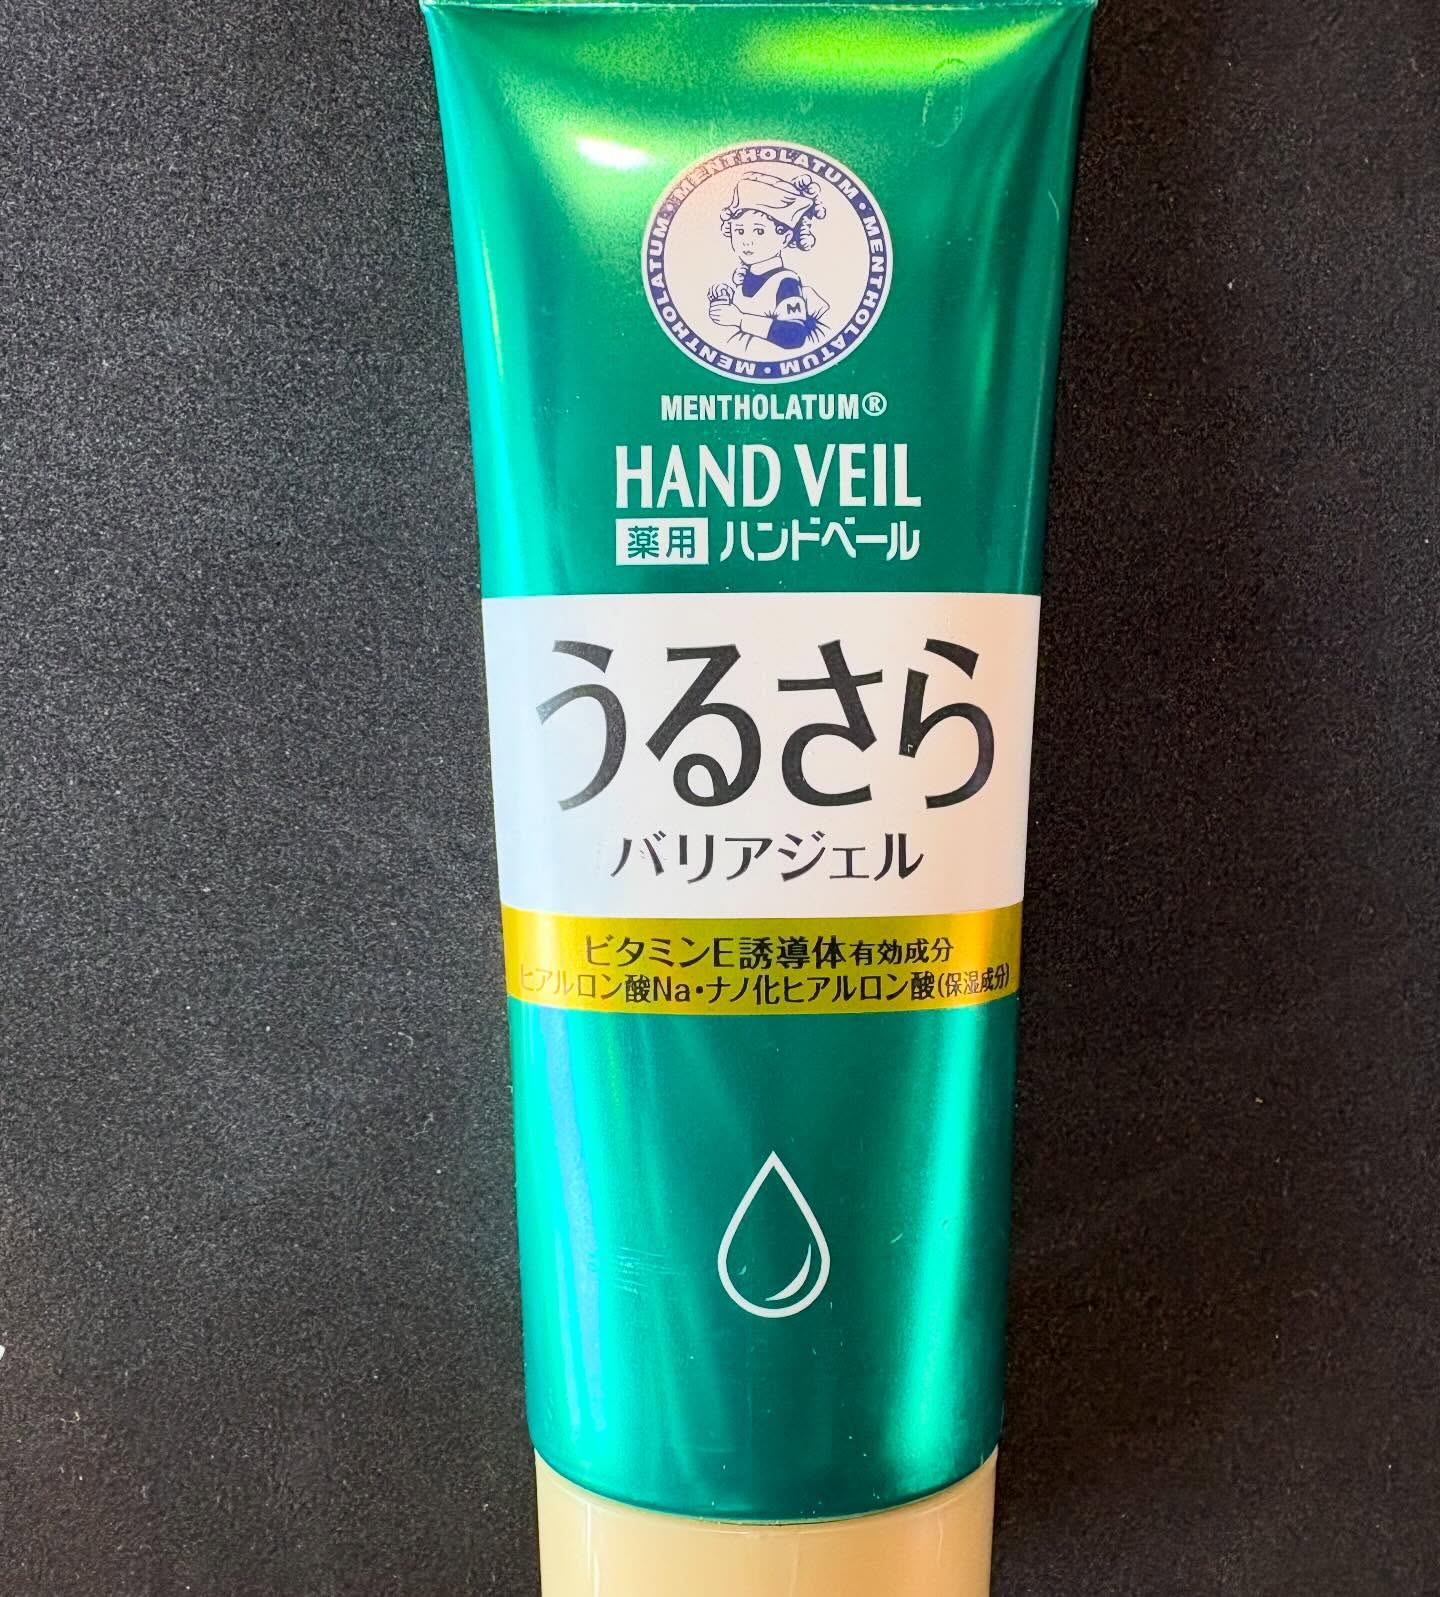 MENTHOLATUM · MENTHOLATUM · MENTHOLATUM · MENTHOLATUM ·
M
MENTHOLATUM®
HAND VEIL
薬用 ハンドベール
うるさら
バリアジェル
ビタミンE誘導体 有効成分
ヒアルロン酸Na・ナノ化ヒアルロン酸(保湿成分)